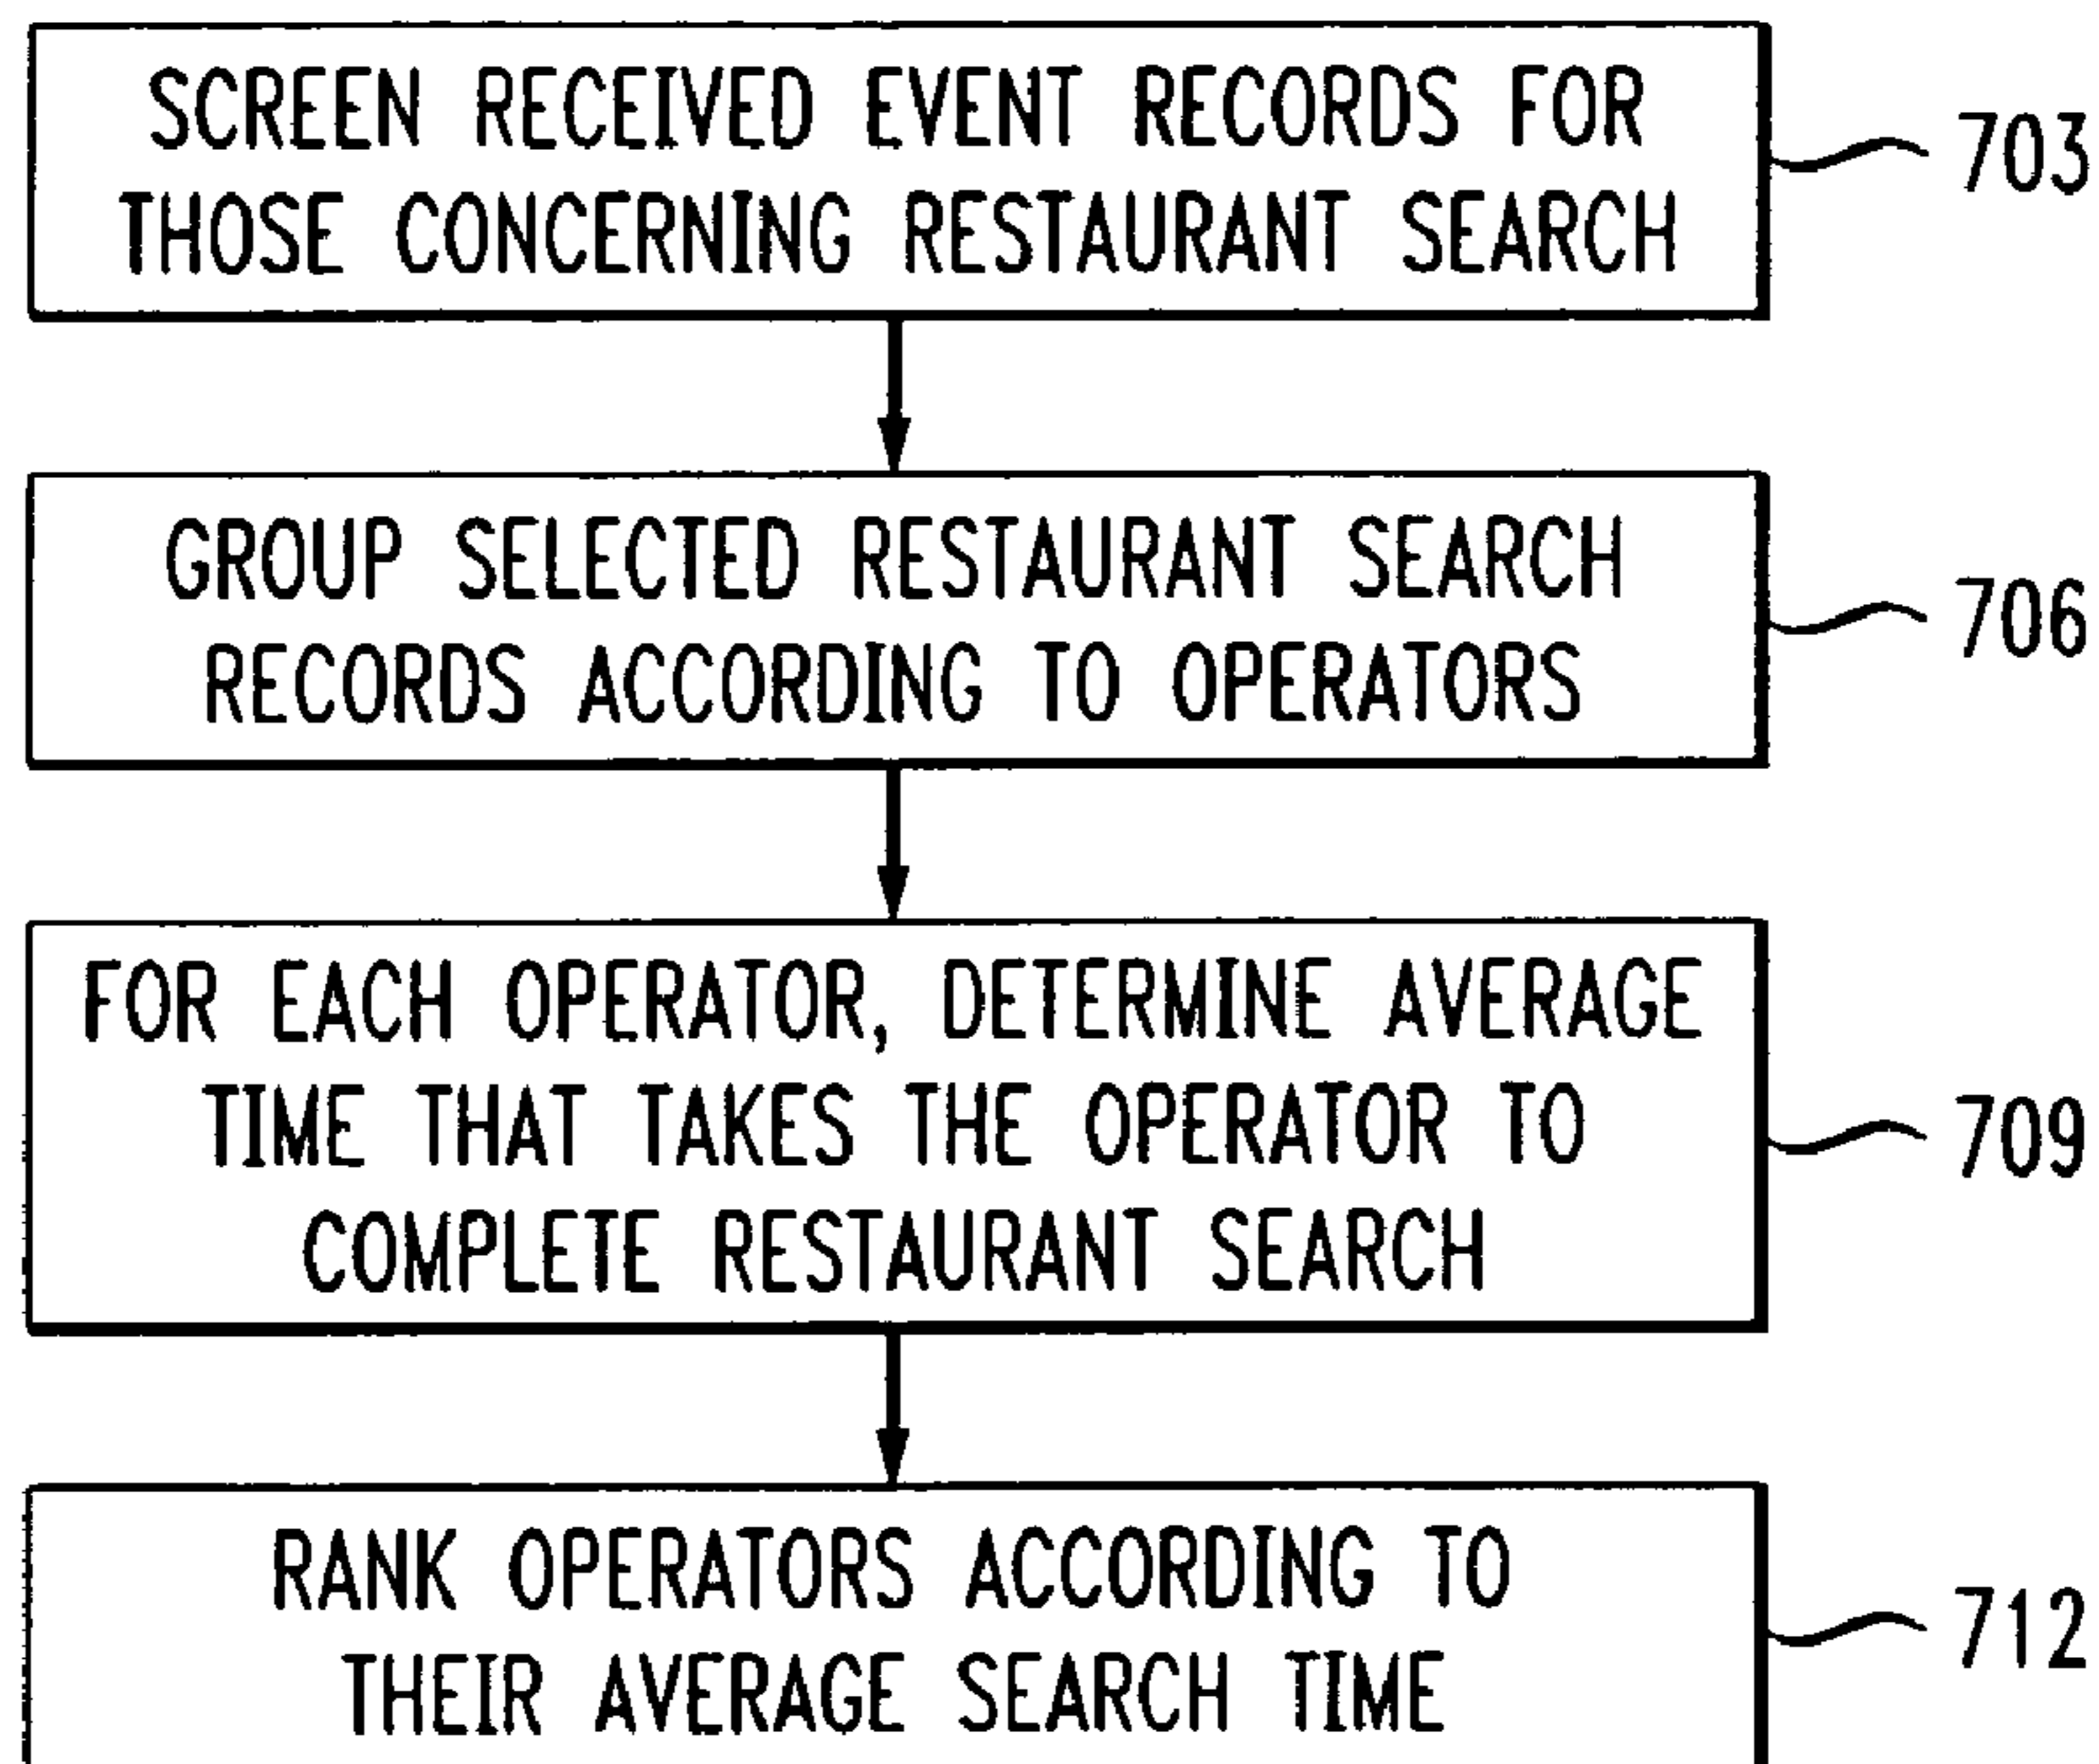 SCREEN RECEIVED EVENT RECORDS FOR
THOSE CONCERNING RESTAURANT SEARCH
703
GROUP SELECTED RESTAURANT SEARCH
RECORDS ACCORDING TO OPERATORS
706
FOR EACH OPERATOR, DETERMINE AVERAGE
TIME THAT TAKES THE OPERATOR TO
COMPLETE RESTAURANT SEARCH
709
RANK OPERATORS ACCORDING TO
THEIR AVERAGE SEARCH TIME
712